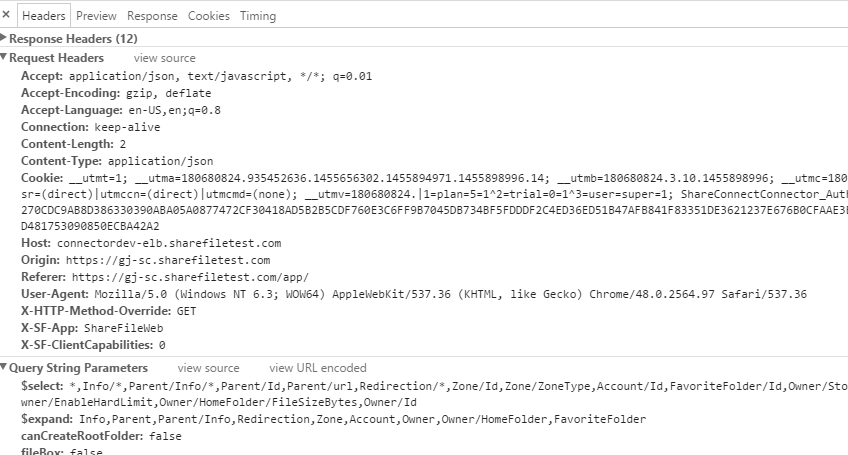 × Headers Preview Response Cookies Timing
Response Headers (12)
Request Headers view source
Accept: application/json, text/javascript, */*; q=0.01
Accept-Encoding: gzip, deflate
Accept-Language: en-US,en;q=0.8
Connection: keep-alive
Content-Length: 2
Content-Type: application/json
Cookie: __utmt=1; __utma=180680824.935452636.1455656302.1455894971.1455898996.14; __utmb=180680824.3.10.1455898996; __utmc=180
sr=(direct)|utmccn=(direct)|utmcmd=(none); __utmv=180680824.|1=plan=5=1^2=trial=0=1^3=user=super=1; ShareConnectConnector_Auth
270CDC9AB8D386330390ABA05A0877472CF30418AD5B2B5CDF760E3C6FF9B7045DB734BF5FDDDF2C4ED36ED51B47AFB841F83351DE3621237E676B0CFAAE3E
D481753090850ECBA42A2
Host: connectordev-elb.sharefiletest.com
Origin: https://gj-sc.sharefiletest.com
Referer: https://gj-sc.sharefiletest.com/app/
User-Agent: Mozilla/5.0 (Windows NT 6.3; WOW64) AppleWebKit/537.36 (KHTML, like Gecko) Chrome/48.0.2564.97 Safari/537.36
X-HTTP-Method-Override: GET
X-SF-App: ShareFileWeb
X-SF-ClientCapabilities: 0
Query String Parameters view source view URL encoded
$select: *,Info/*,Parent/Info/*,Parent/Id,Parent/url,Redirection/*,Zone/Id,Zone/ZoneType,Account/Id,FavoriteFolder/Id,Owner/Sto
wner/EnableHardLimit,Owner/HomeFolder/FileSizeBytes,Owner/Id
$expand: Info,Parent,Parent/Info,Redirection,Zone,Account,Owner,Owner/HomeFolder,FavoriteFolder
canCreateRootFolder: false
fileBox: false